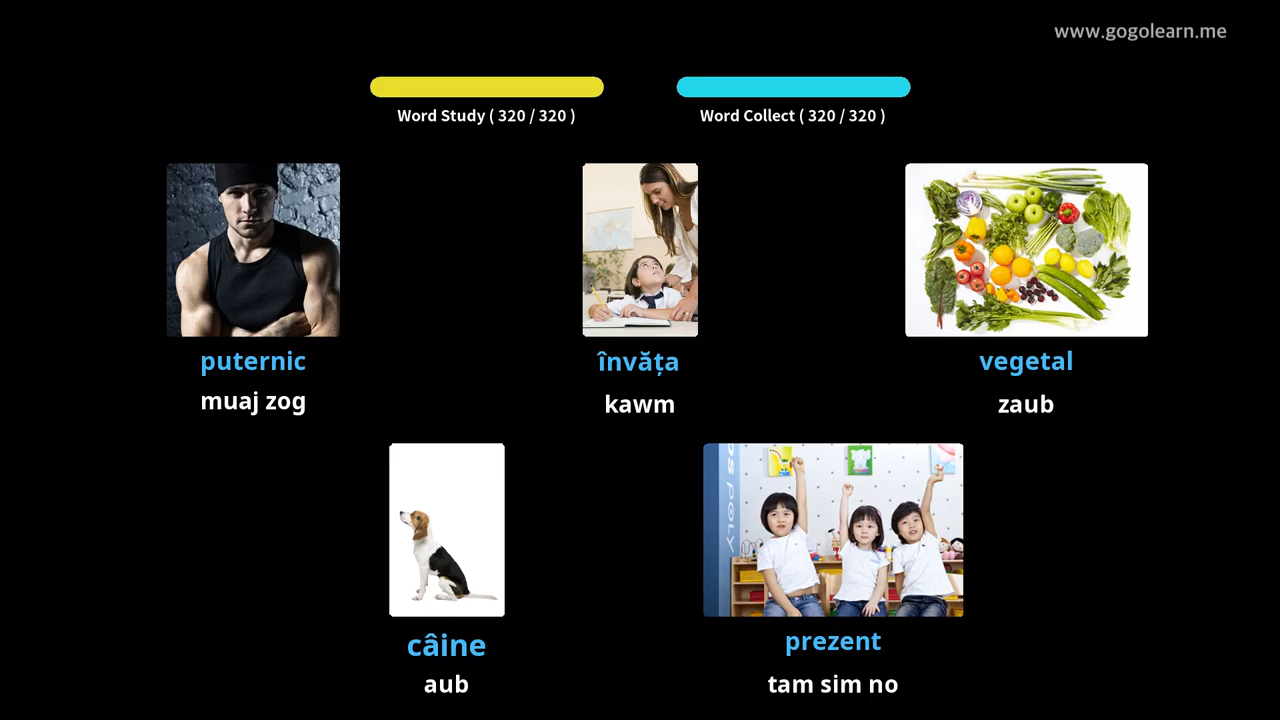 www.gogolearn.me
Word Study ( 320 / 320 )
Word Collect ( 320 / 320 )
puternic
învăța
vegetal
muaj zog
kawm
zaub
câine
prezent
aub
tam sim no